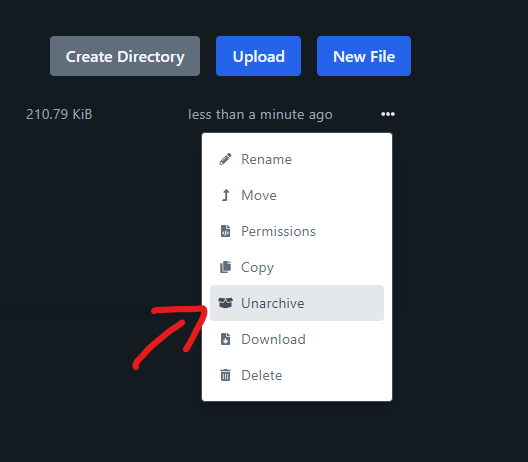 Create Directory Upload New File
210.79 KiB less than a minute ago
Rename
Move
Permissions
Copy
Unarchive
Download
Delete